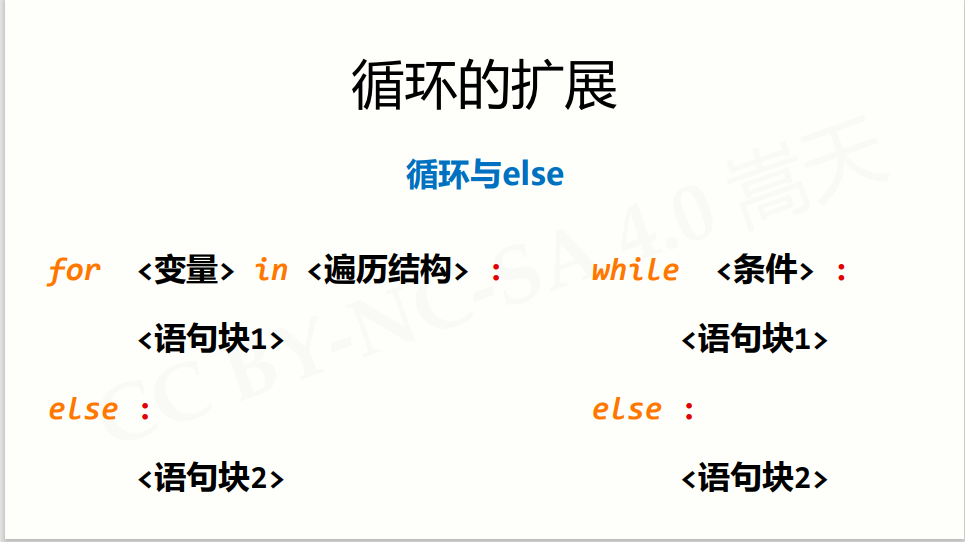 循环的扩展
循环与else
for <变量> in <遍历结构> :
<语句块1>
else :
<语句块2>
while <条件> :
<语句块1>
else :
<语句块2>
CC BY-NC-SA 4.0 嵩天